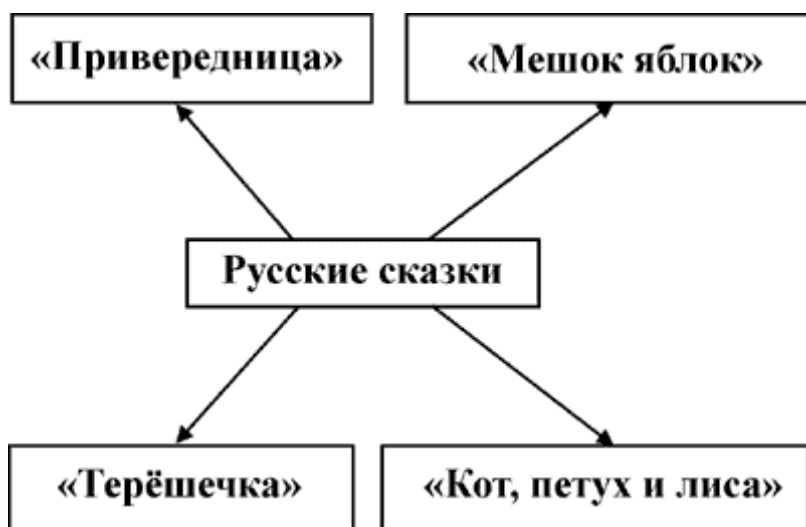 «Привередница»
«Мешок яблок»
Русские сказки
«Терёшечка»
«Кот, петух и лиса»